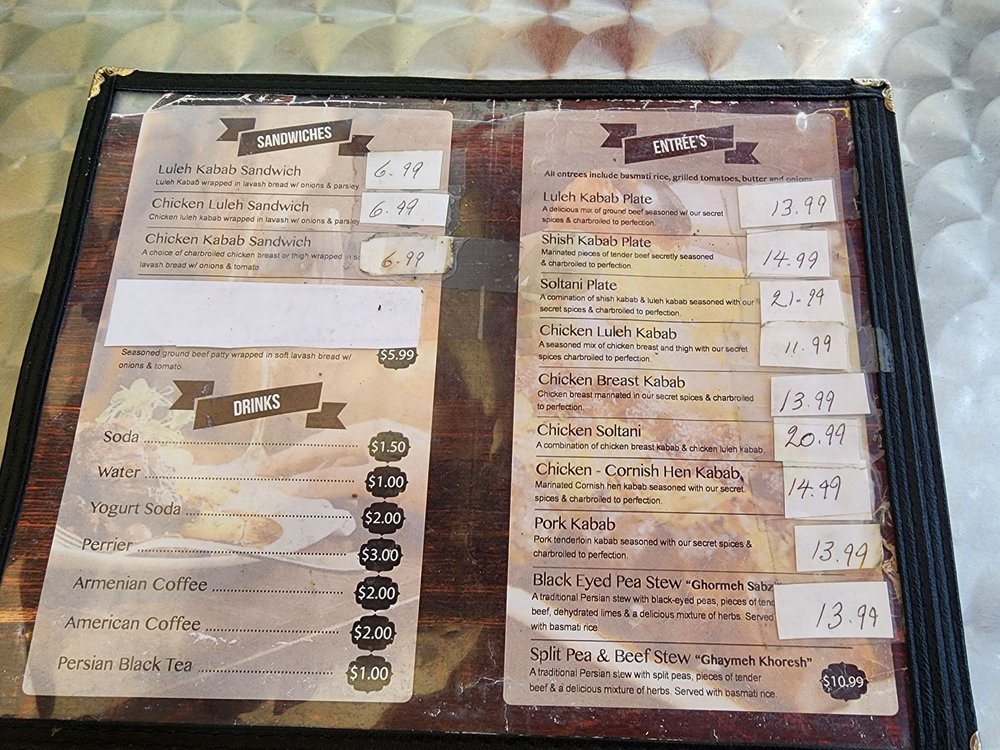 SANDWICHES
Luleh Kabab Sandwich 6.99
Luleh Kabab wrapped in lavash bread w/ onions & parsley
Chicken Luleh Sandwich 6.99
Chicken luleh kabab wrapped in lavash w/ onions & parsley
Chicken Kabab Sandwich 6.99
A choice of charbroiled chicken breast or thigh wrapped in
lavash bread w/ onions & tomato
Seasoned ground beef patty wrapped in soft lavash bread w/ $5.99
onions & tomato.
DRINKS
Soda $1.50
Water $1.00
Yogurt Soda $2.00
Perrier $3.00
Armenian Coffee $2.00
American Coffee $2.00
Persian Black Tea $1.00
ENTRÉE'S
All entrees include basmati rice, grilled tomatoes, butter and onions
Luleh Kabab Plate 13.99
A delicious mix of ground beef seasoned w/ our secret
spices & charbroiled to perfection.
Shish Kabab Plate 14.99
Marinated pieces of tender beef secretly seasoned
& charbroiled to perfection.
Soltani Plate 21.99
A comination of shish kabab & luleh kabab seasoned with our
secret spices & charbroiled to perfection.
Chicken Luleh Kabab 11.99
A seasoned mix of chicken breast and thigh with our secret
spices charbroiled to perfection.
Chicken Breast Kabab 13.99
Chicken breast marinated in our secret spices & charbroiled
to perfection.
Chicken Soltani 20.99
A combination of chicken breast kabab & chicken luleh kabab.
Chicken - Cornish Hen Kabab, 14.99
Marinated Cornish hen kabab seasoned with our secret
spices & charbroiled to perfection.
Pork Kabab 13.99
Pork tenderloin kabab seasoned with our secret spices &
charbroiled to perfection.
Black Eyed Pea Stew "Ghormeh Sabz 13.99
A traditional Persian stew with black-eyed peas, pieces of
beef, dehydrated limes & a delicious mixture of herbs. Served
with basmati rice
Split Pea & Beef Stew "Ghaymeh Khoresh" $10.99
A traditional Persian stew with split peas, pieces of tender
beef & a delicious mixture of herbs. Served with basmati rice.